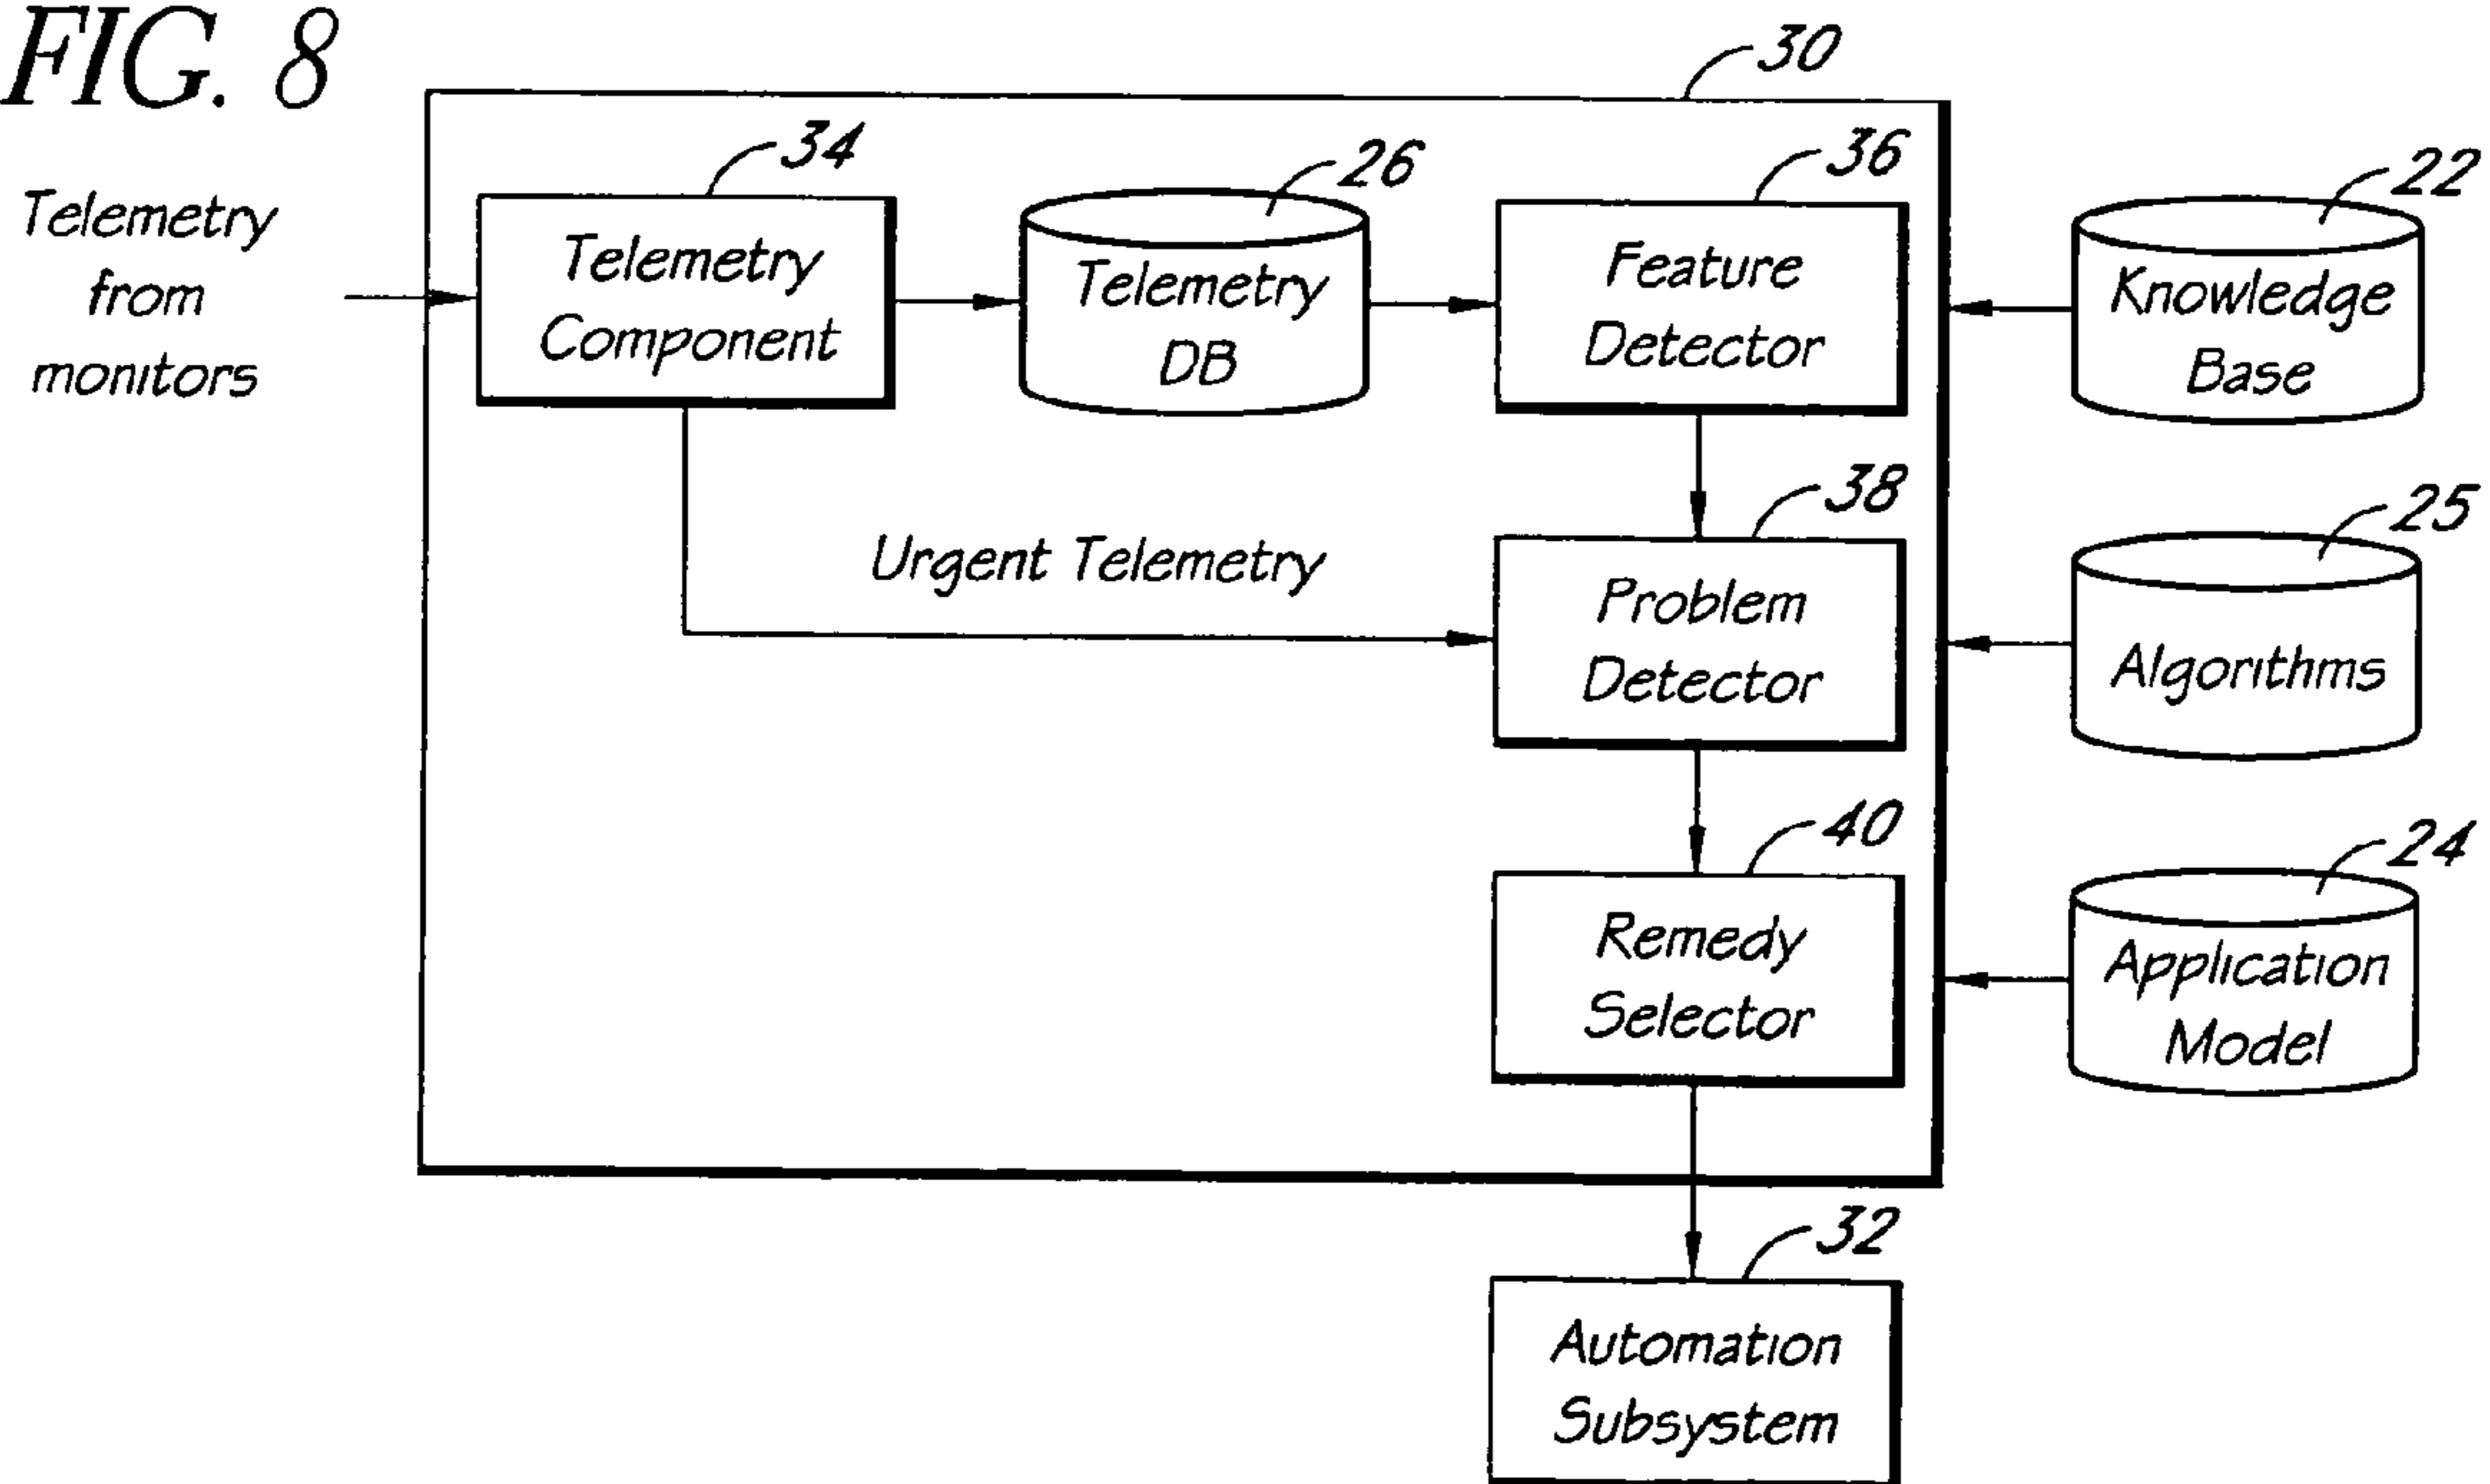 FIG. 8
30
34
26
36
22
Telemetry
from
monitors
Telemetry
Component
Telemetry
DB
Feature
Detector
Knowledge
Base
38
25
Urgent Telemetry
Problem
Detector
Algorithms
40
24
Remedy
Selector
Application
Model
32
Automation
Subsystem